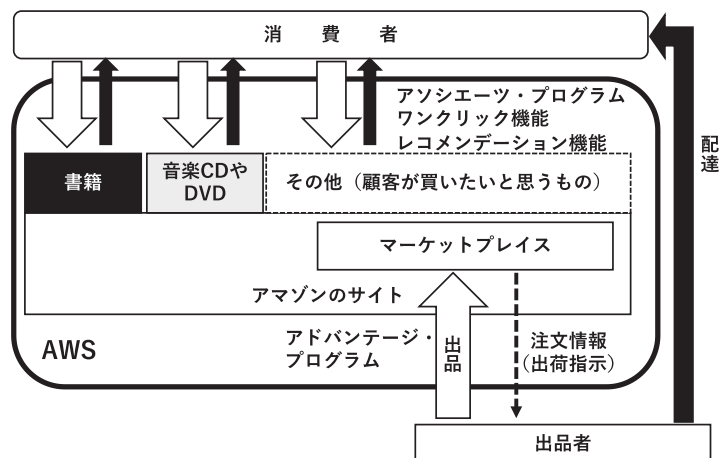 消　費　者
アソシエーツ・プログラム
ワンクリック機能
レコメンデーション機能
配達
書籍
音楽CDや
DVD
その他（顧客が買いたいと思うもの）
マーケットプレイス
アマゾンのサイト
アドバンテージ・
プログラム
出品
注文情報
（出荷指示）
AWS
出品者